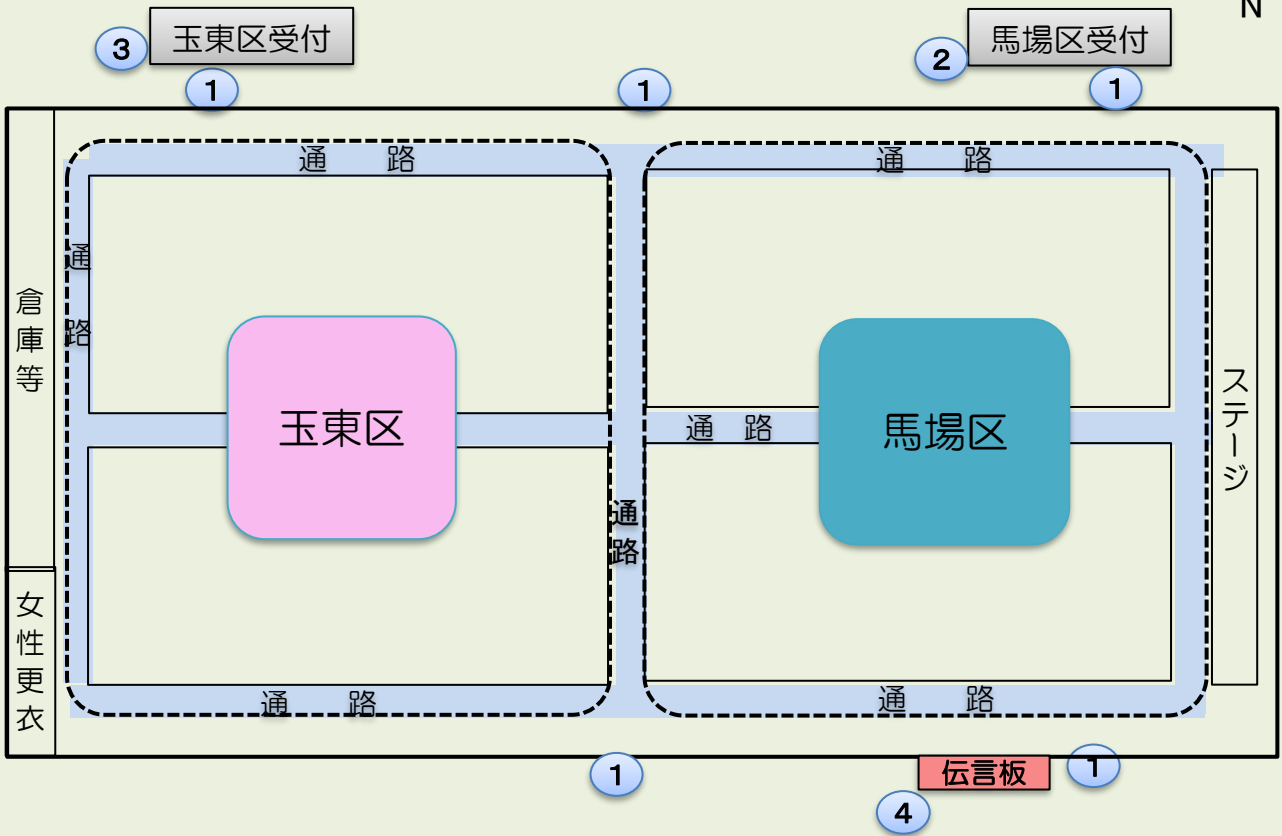 N
③
玉東区受付
②
馬場区受付
①
①
①
通路
通路
通路
倉庫等
玉東区
通路
馬場区
ステージ
通路
女性更衣
通路
通路
①
伝言板
①
④